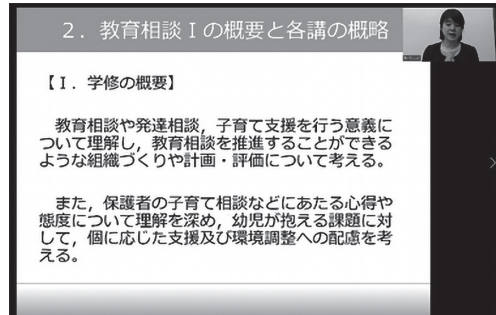 2．教育相談Ⅰの概要と各講の概略
【Ⅰ．学修の概要】
教育相談や発達相談，子育て支援を行う意義に
ついて理解し，教育相談を推進することができる
ような組織づくりや計画・評価について考える。
また，保護者の子育て相談などにあたる心得や
態度について理解を深め，幼児が抱える課題に対
して，個に応じた支援及び環境調整への配慮を考
える。